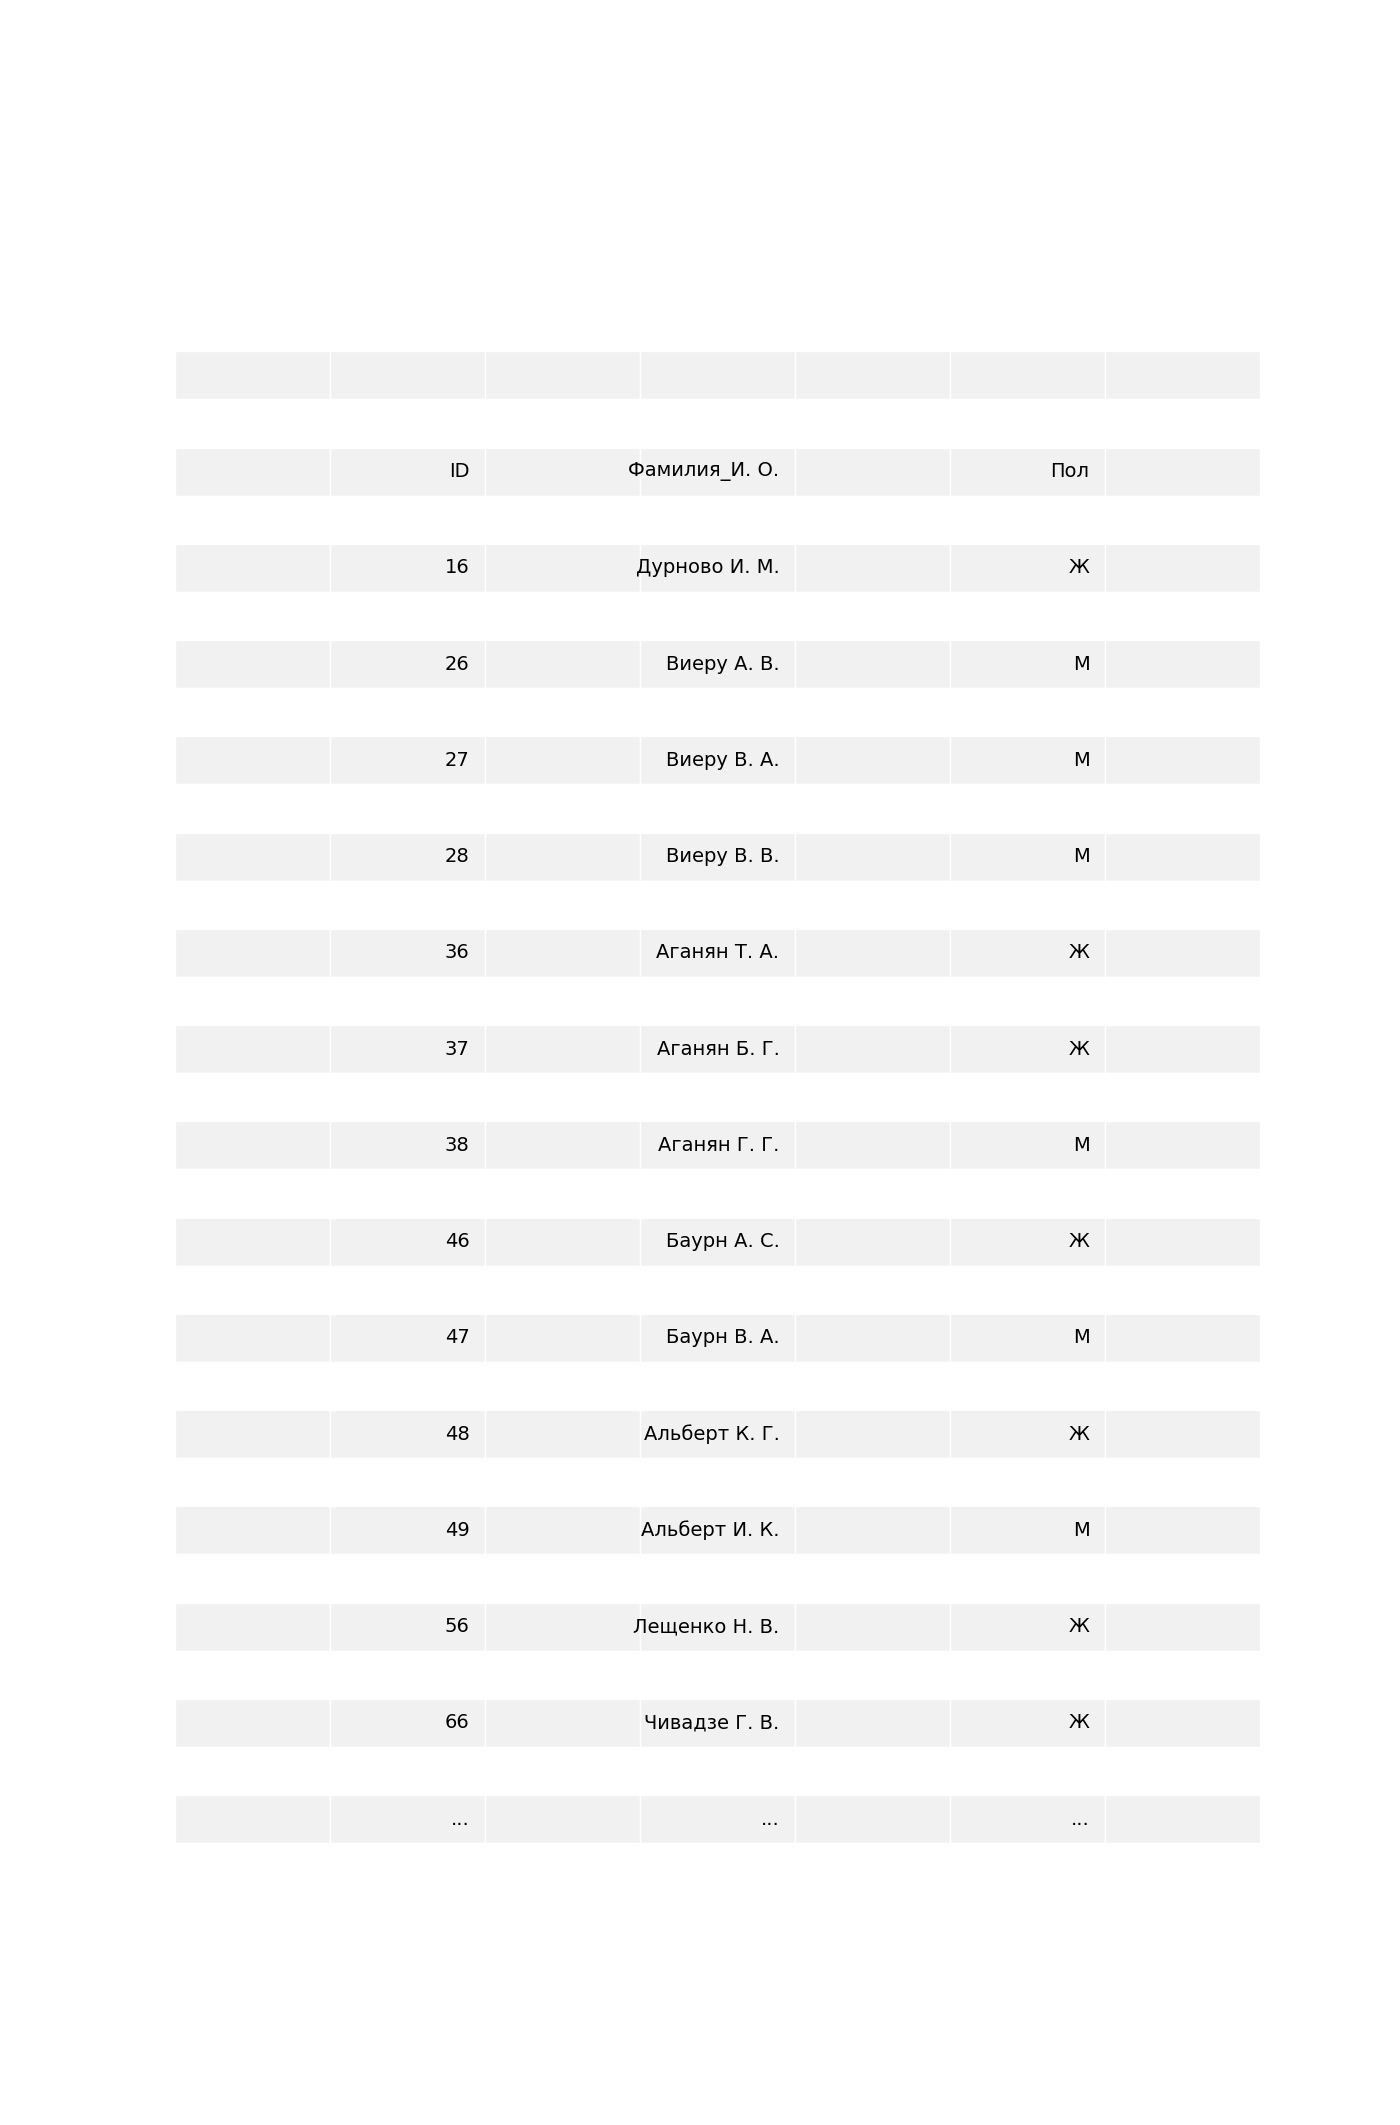 ID Фамилия_И. О. Пол
16 Дурново И. М. Ж
26 Виеру А. В. М
27 Виеру В. А. М
28 Виеру В. В. М
36 Аганян Т. А. Ж
37 Аганян Б. Г. Ж
38 Аганян Г. Г. М
46 Баурн А. С. Ж
47 Баурн В. А. М
48 Альберт К. Г. Ж
49 Альберт И. К. М
56 Лещенко Н. В. Ж
66 Чивадзе Г. В. Ж
... ... ...